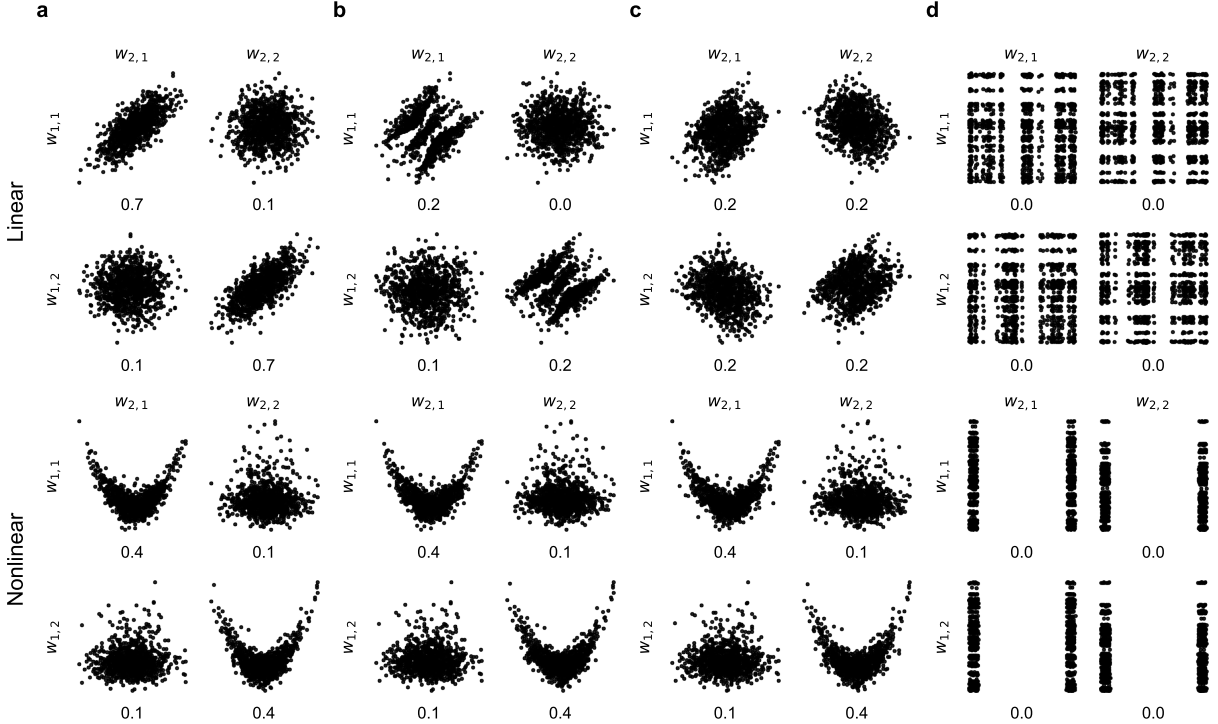 a b c d
w2,1 w2,2 w2,1 w2,2 w2,1 w2,2 w2,1 w2,2
Linear
w1,1 w1,1 w1,1 w1,1
0.7 0.1 0.2 0.0 0.2 0.2 0.0 0.0
w1,2 w1,2 w1,2 w1,2
0.1 0.7 0.1 0.2 0.2 0.2 0.0 0.0
w2,1 w2,2 w2,1 w2,2 w2,1 w2,2 w2,1 w2,2
Nonlinear
w1,1 w1,1 w1,1 w1,1
0.4 0.1 0.4 0.1 0.4 0.1 0.0 0.0
w1,2 w1,2 w1,2 w1,2
0.1 0.4 0.1 0.4 0.1 0.4 0.0 0.0